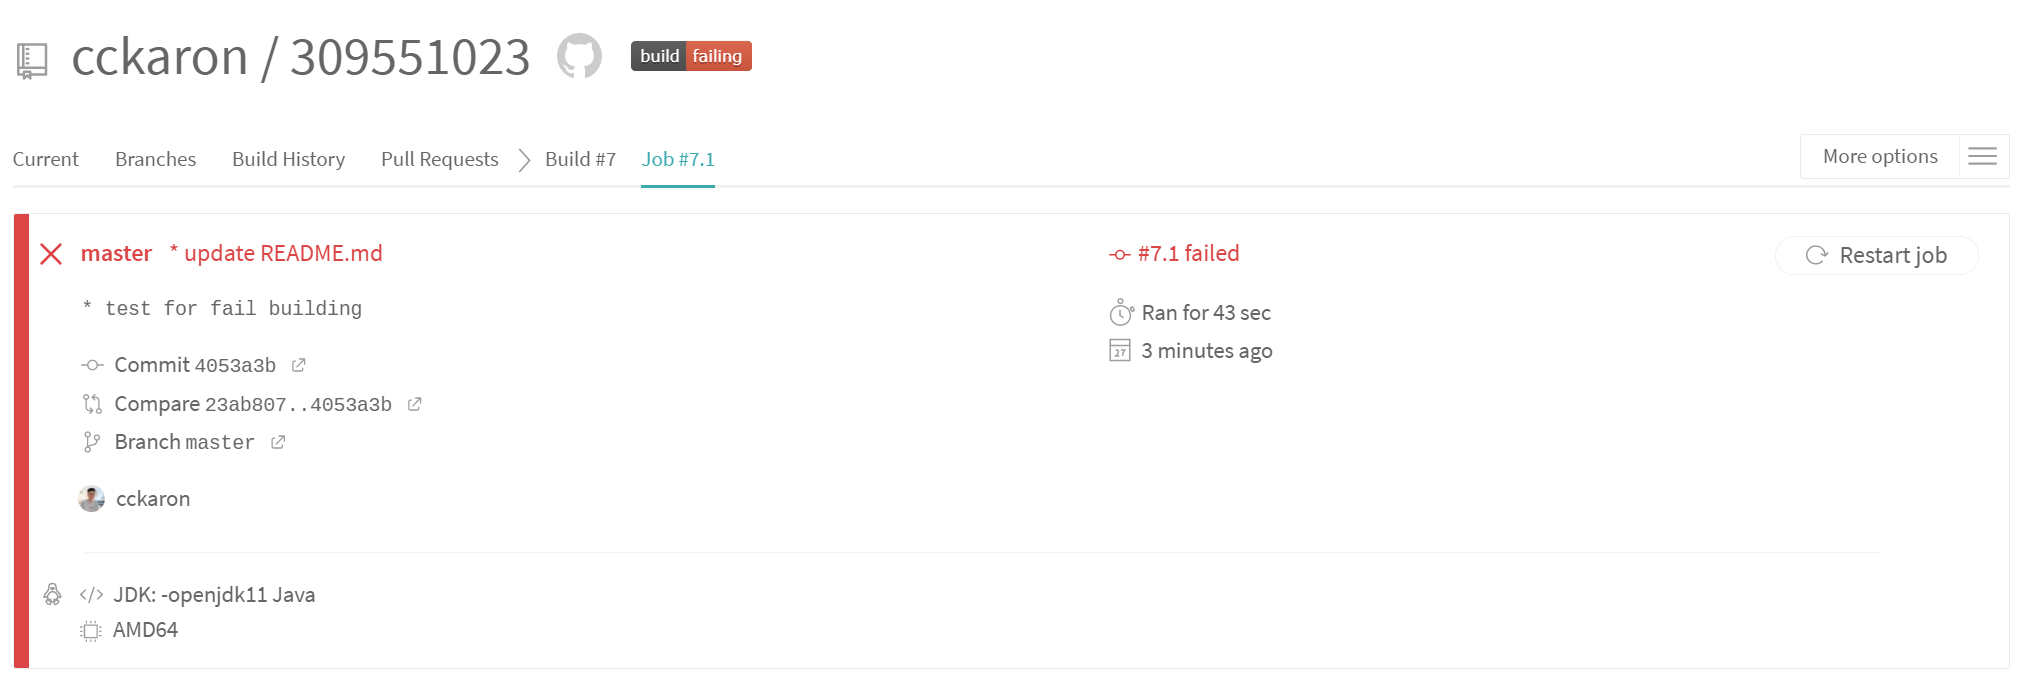 cckaron / 309551023 build failing
Current Branches Build History Pull Requests Build #7 Job #7.1 More options
master * update README.md
* test for fail building
Commit 4053a3b
Compare 23ab807..4053a3b
Branch master
cckaron
#7.1 failed
Ran for 43 sec
27 3 minutes ago
Restart job
JDK: -openjdk11 Java
AMD64